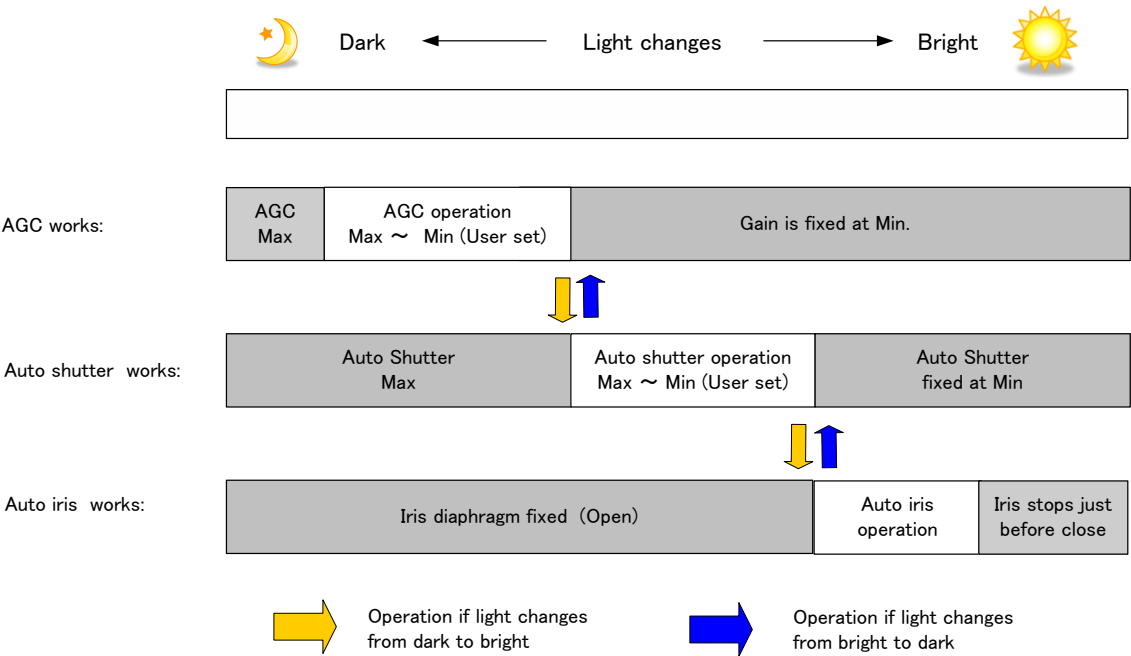 Dark Light changes Bright
AGC works:
AGC
Max
AGC operation
Max ～ Min (User set)
Gain is fixed at Min.
Auto shutter works:
Auto Shutter
Max
Auto shutter operation
Max ～ Min (User set)
Auto Shutter
fixed at Min
Auto iris works:
Iris diaphragm fixed (Open)
Auto iris
operation
Iris stops just
before close
Operation if light changes
from dark to bright
Operation if light changes
from bright to dark